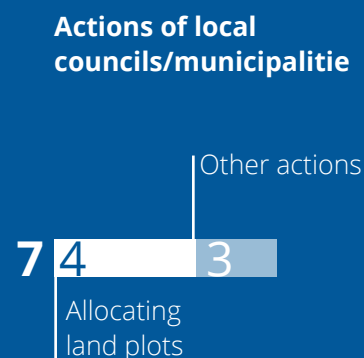 Actions of local
councils/municipalitie
Other actions
7 4 3
Allocating
land plots